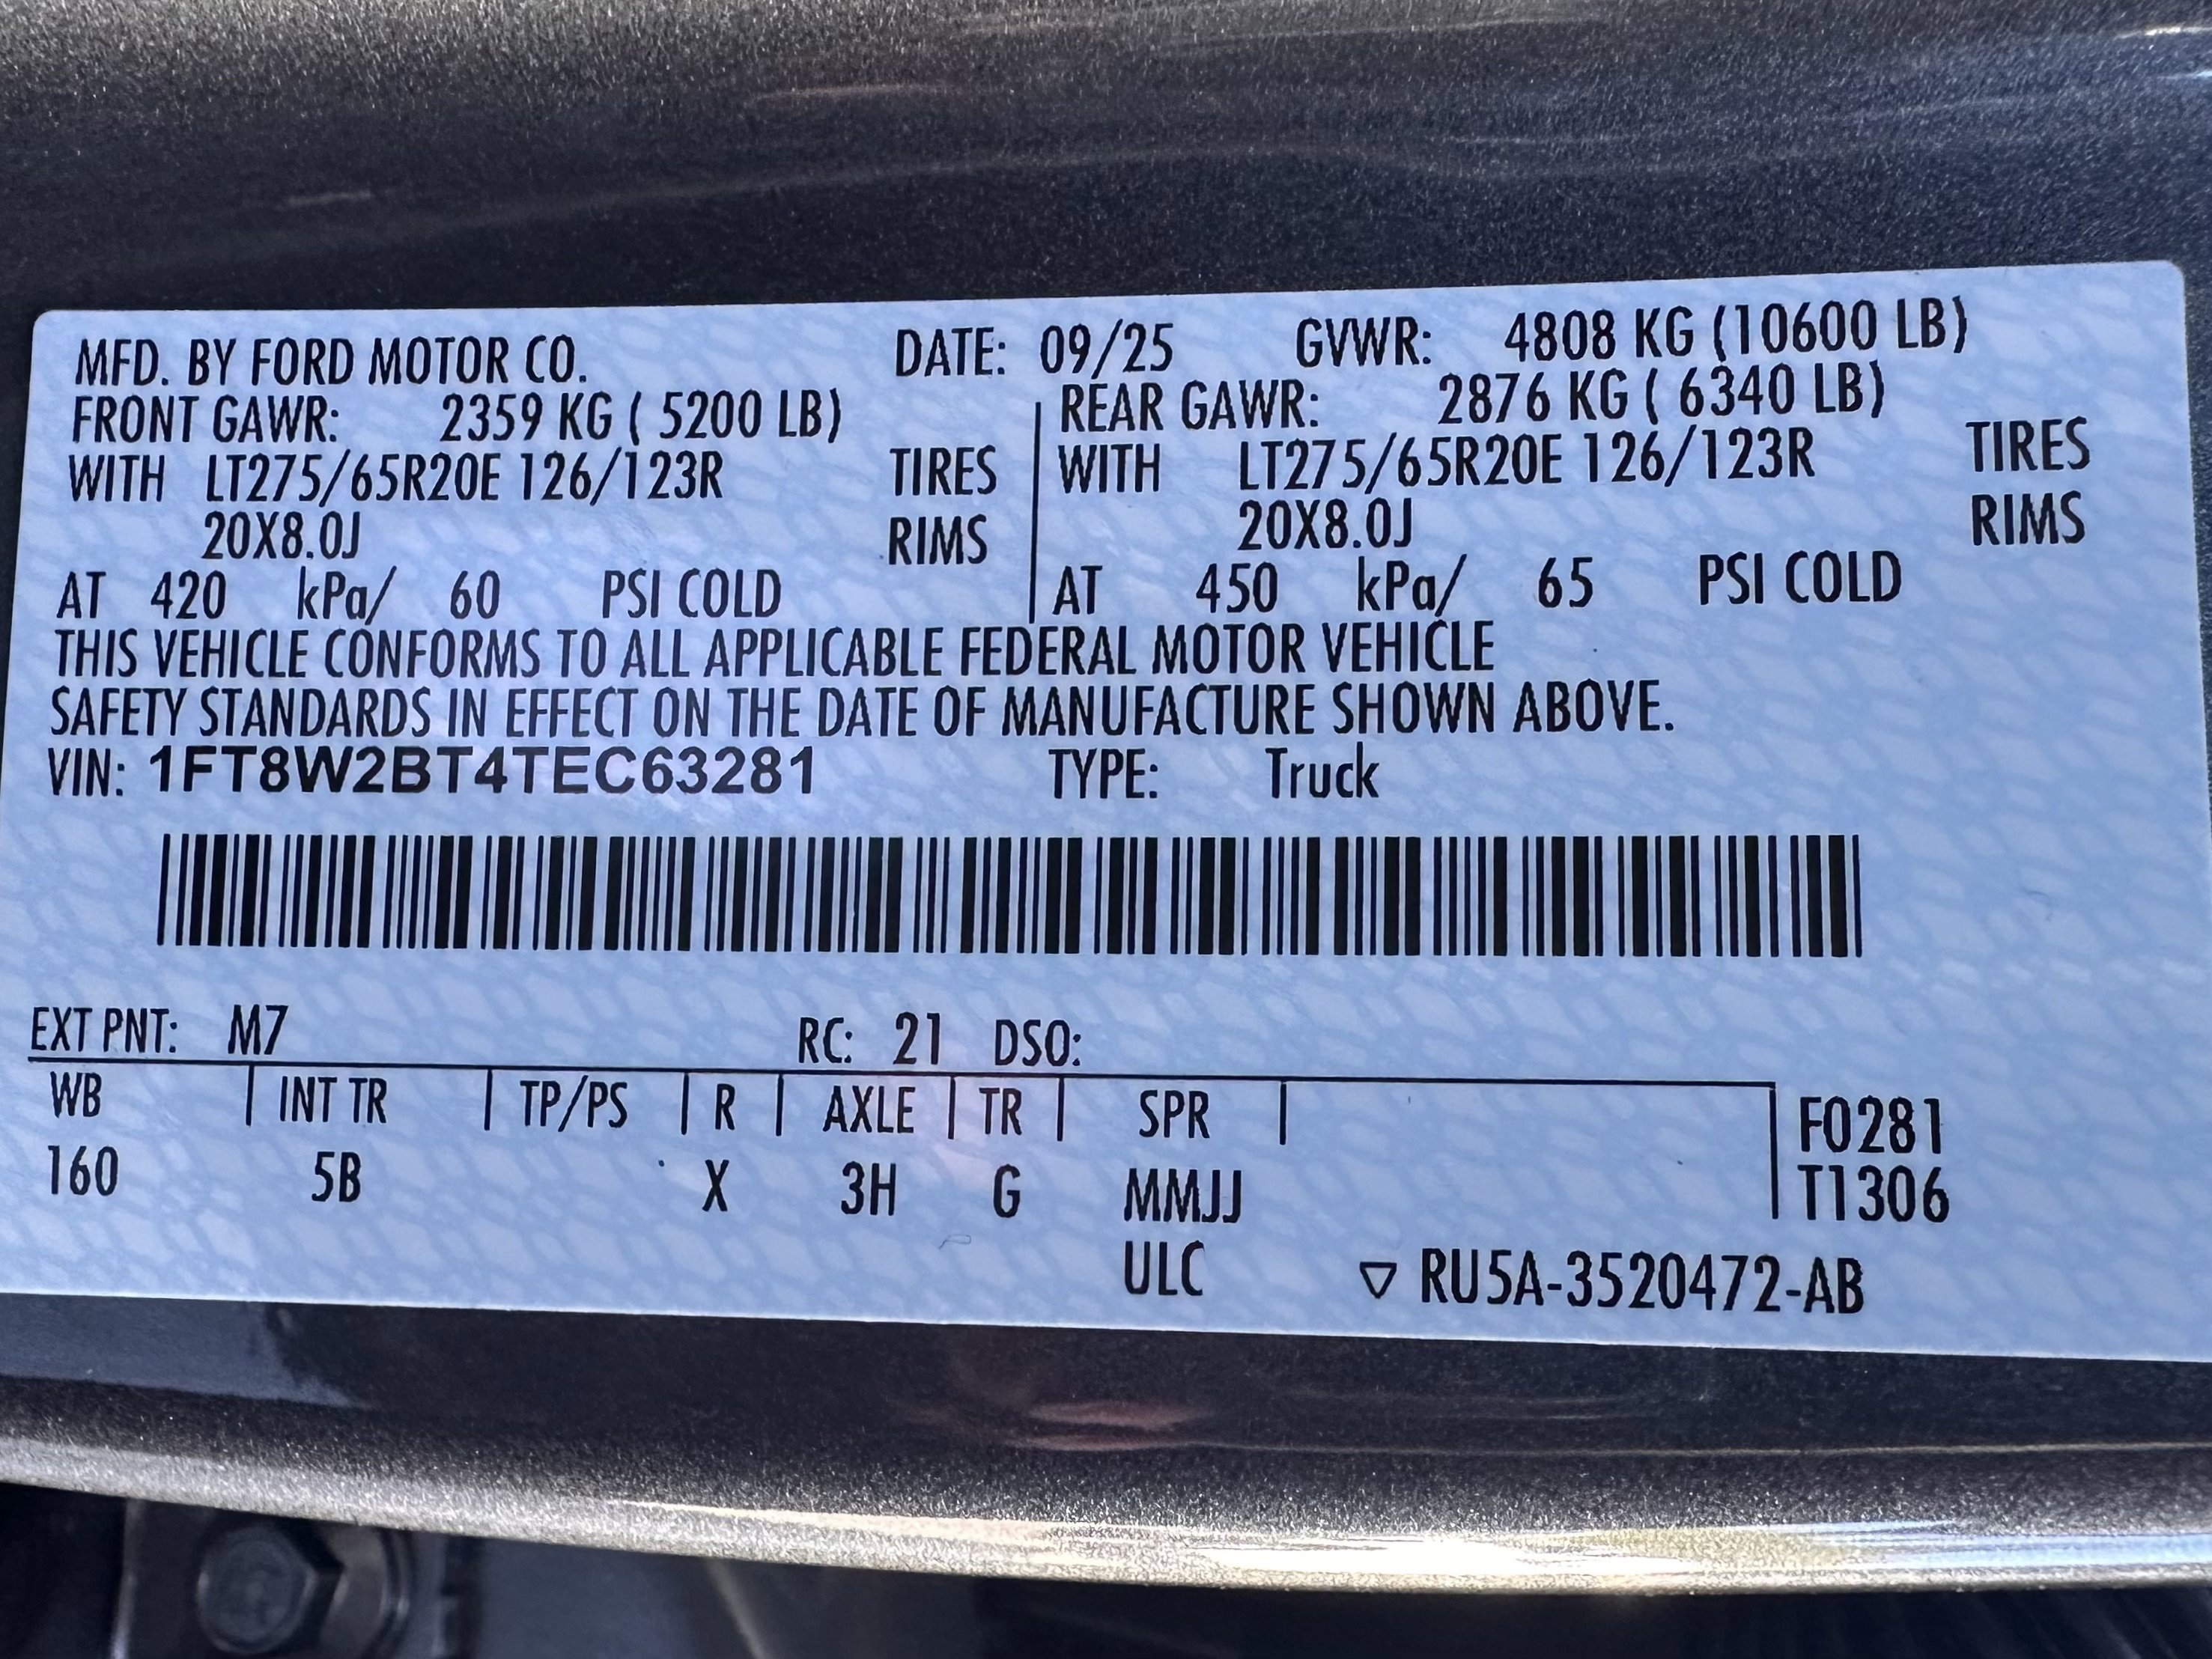 MFD. BY FORD MOTOR CO. DATE: 09/25 GVWR: 4808 KG (10600 LB)
FRONT GAWR: 2359 KG ( 5200 LB) REAR GAWR: 2876 KG ( 6340 LB)
WITH LT275/65R20E 126/123R TIRES WITH LT275/65R20E 126/123R TIRES
20X8.0J RIMS 20X8.0J RIMS
AT 420 kPa/ 60 PSI COLD AT 450 kPa/ 65 PSI COLD
THIS VEHICLE CONFORMS TO ALL APPLICABLE FEDERAL MOTOR VEHICLE
SAFETY STANDARDS IN EFFECT ON THE DATE OF MANUFACTURE SHOWN ABOVE.
VIN: 1FT8W2BT4TEC63281 TYPE: Truck
EXT PNT: M7 RC: 21 DSO:
WB INT TR TP/PS R AXLE TR SPR F0281
160 5B X 3H G MMJJ T1306
ULC ▽ RU5A-3520472-AB